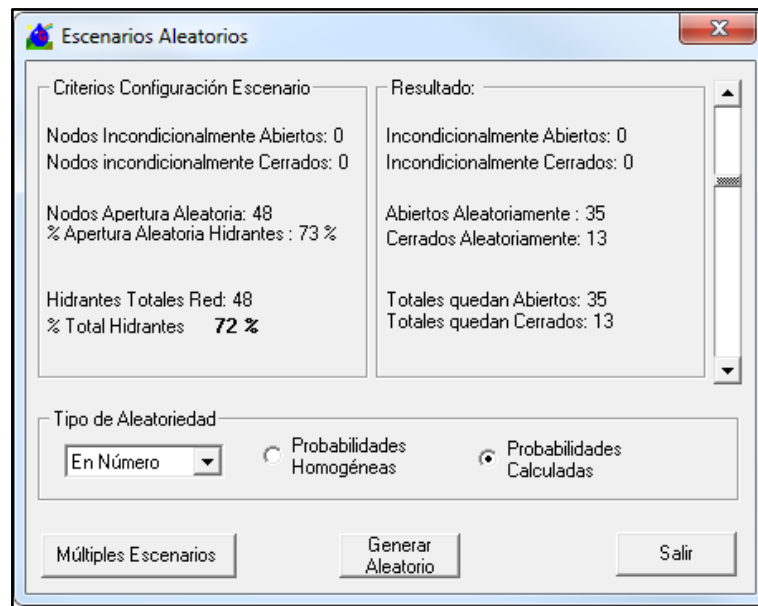 Escenarios Aleatorios
Criterios Configuración Escenario
Nodos Incondicionalmente Abiertos: 0
Nodos incondicionalmente Cerrados: 0
Nodos Apertura Aleatoria: 48
% Apertura Aleatoria Hidrantes : 73 %
Hidrantes Totales Red: 48
% Total Hidrantes 72 %
Resultado:
Incondicionalmente Abiertos: 0
Incondicionalmente Cerrados: 0
Abiertos Aleatoriamente : 35
Cerrados Aleatoriamente: 13
Totales quedan Abiertos: 35
Totales quedan Cerrados: 13
Tipo de Aleatoriedad
En Número
Probabilidades
Homogéneas
Probabilidades
Calculadas
Múltiples Escenarios
Generar
Aleatorio
Salir